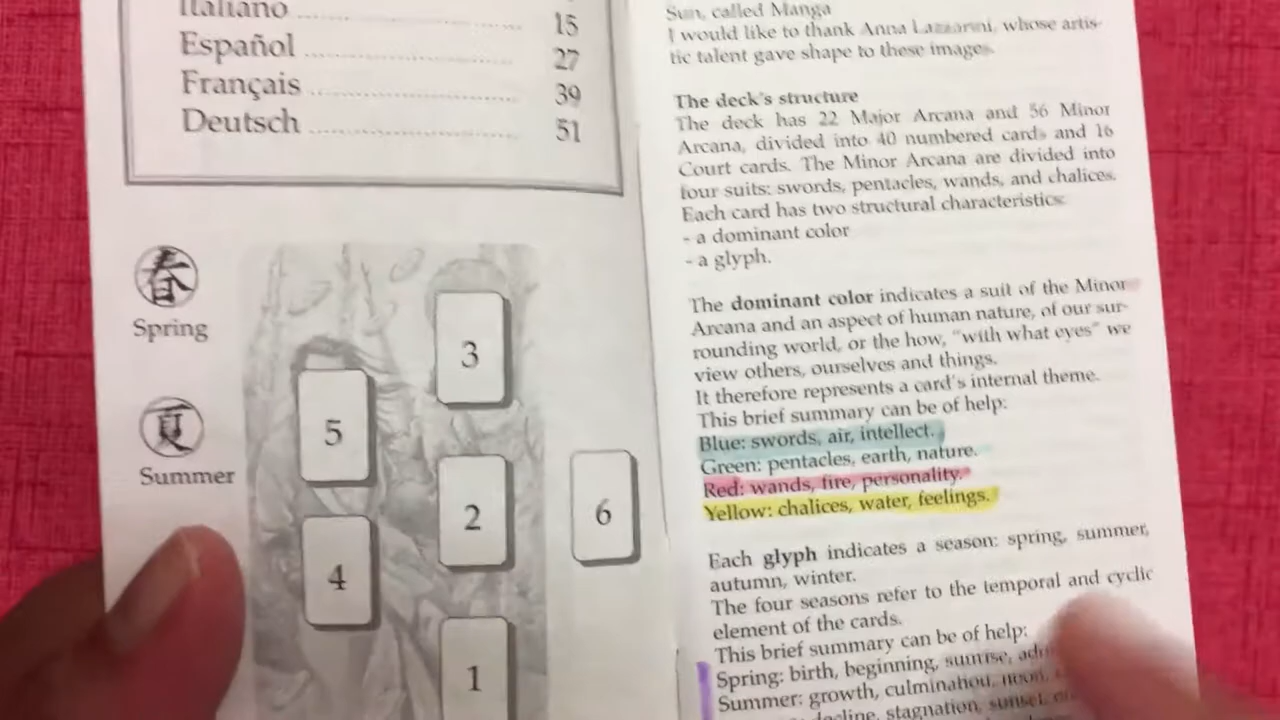 Italiano 15
Español 27
Français 39
Deutsch 51
春
Spring
夏
Summer
3
5
2
6
4
1
Sun, called Manga
I would like to thank Anna Lazzarini, whose artis-
tic talent gave shape to these images.
The deck's structure
The deck has 22 Major Arcana and 56 Minor
Arcana, divided into 40 numbered cards and 16
Court cards. The Minor Arcana are divided into
four suits: swords, pentacles, wands, and chalices.
Each card has two structural characteristics:
- a dominant color
- a glyph.
The dominant color indicates a suit of the Minor
Arcana and an aspect of human nature, of our sur-
rounding world, or the how, "with what eyes" we
view others, ourselves and things.
It therefore represents a card's internal theme.
This brief summary can be of help:
Blue: swords, air, intellect.
Green: pentacles, earth, nature.
Red: wands, fire, personality.
Yellow: chalices, water, feelings.
Each glyph indicates a season: spring, summer,
autumn, winter.
The four seasons refer to the temporal and cyclic
element of the cards.
This brief summary can be of help:
Spring: birth, beginning, sunrise,
Summer: growth, culmination, noon,
decline, stagnation, sunset,